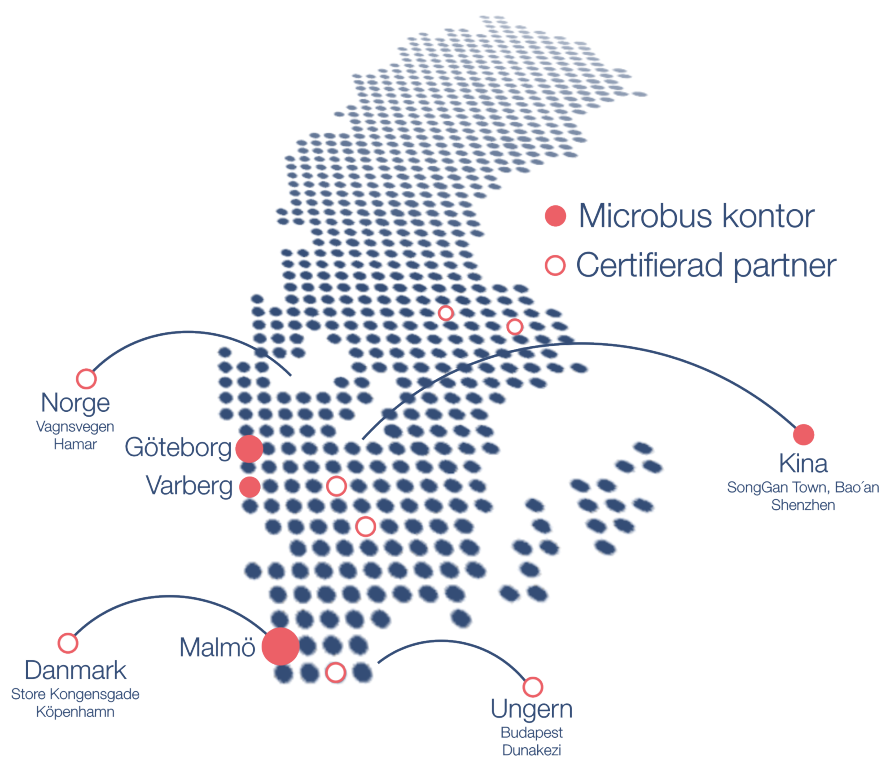 Microbus kontor
Certifierad partner
Norge
Vagnsvegen
Hamar
Göteborg
Varberg
Kina
SongGan Town, Bao´an
Shenzhen
Malmö
Danmark
Store Kongensgade
Köpenhamn
Ungern
Budapest
Dunakezi